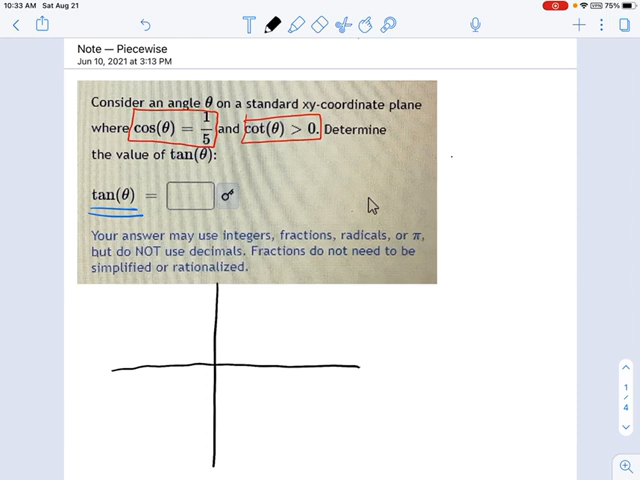 10:33 AM Sat Aug 21
VPN 75%
T
Note — Piecewise
Jun 10, 2021 at 3:13 PM
Consider an angle θ on a standard xy-coordinate plane
where cos(θ) = 1/5 and cot(θ) > 0. Determine
the value of tan(θ):
tan(θ) =
Your answer may use integers, fractions, radicals, or π,
but do NOT use decimals. Fractions do not need to be
simplified or rationalized.
1
/
4